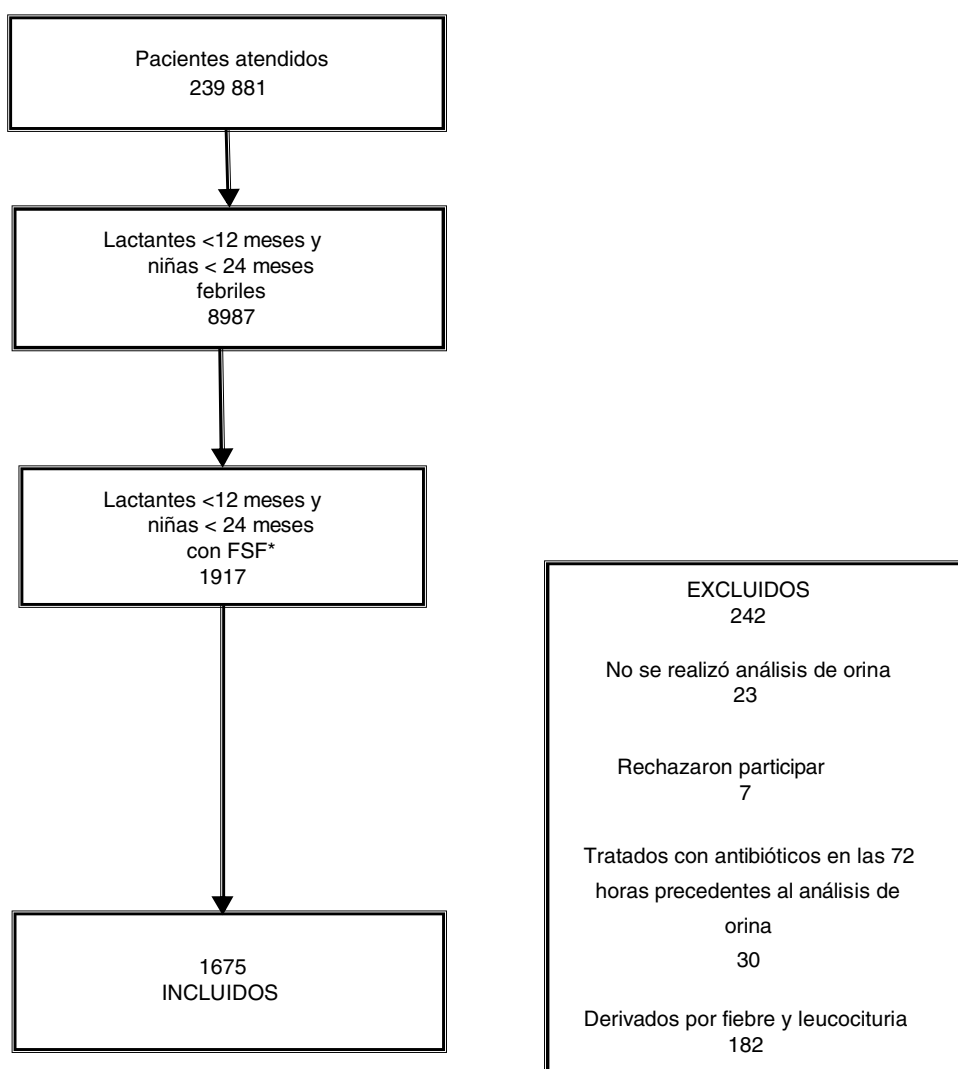 Pacientes atendidos
239 881
Lactantes <12 meses y
niñas < 24 meses
febriles
8987
Lactantes <12 meses y
niñas < 24 meses
con FSF*
1917
EXCLUIDOS
242
No se realizó análisis de orina
23
Rechazaron participar
7
Tratados con antibióticos en las 72
horas precedentes al análisis de
orina
30
Derivados por fiebre y leucocituria
182
1675
INCLUIDOS